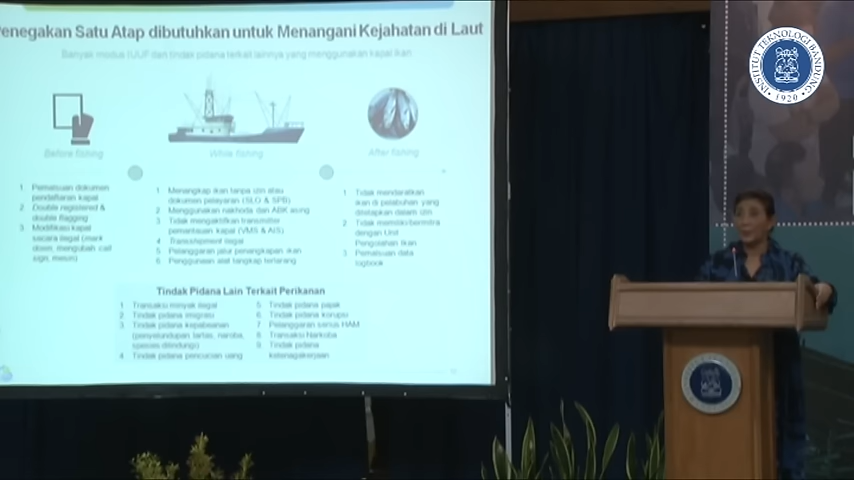 enegakan Satu Atap dibutuhkan untuk Menangani Kejahatan di Laut
Banyak modus IUUF dan tindak pidana terkait lainnya yang menggunakan kapal ikan
Before fishing
While fishing
After fishing
1. Pemalsuan dokumen
pendaftaran kapal
2. Double registered &
double flagging
3. Modifikasi kapal
secara ilegal (mark
down, mengubah call
sign, mesin)
1 Menangkap ikan tanpa izin atau
dokumen pelayaran (SLO & SPB)
2 Menggunakan nakhoda dan ABK asing
3 Tidak mengaktifkan transmitter
pemantauan kapal (VMS & AIS)
4 Transshipment ilegal
5 Pelanggaran jalur penangkapan ikan
6 Penggunaan alat tangkap terlarang
1 Tidak mendaratkan
ikan di pelabuhan yang
ditetapkan dalam izin
2 Tidak memiliki/bermitra
dengan Unit
Pengolahan Ikan
3 Pemalsuan data
logbook
Tindak Pidana Lain Terkait Perikanan
1 Transaksi minyak ilegal
2 Tindak pidana imigrasi
3 Tindak pidana kepabeanan
(penyelundupan narkoba,
spesies dilindungi)
4 Tindak pidana pencucian uang
5 Tindak pidana pajak
6 Tindak pidana korupsi
7 Pelanggaran serius HAM
8 Transaksi Narkoba
9 Tindak pidana
ketenagakerjaan
INSTITUT TEKNOLOGI BANDUNG
1920